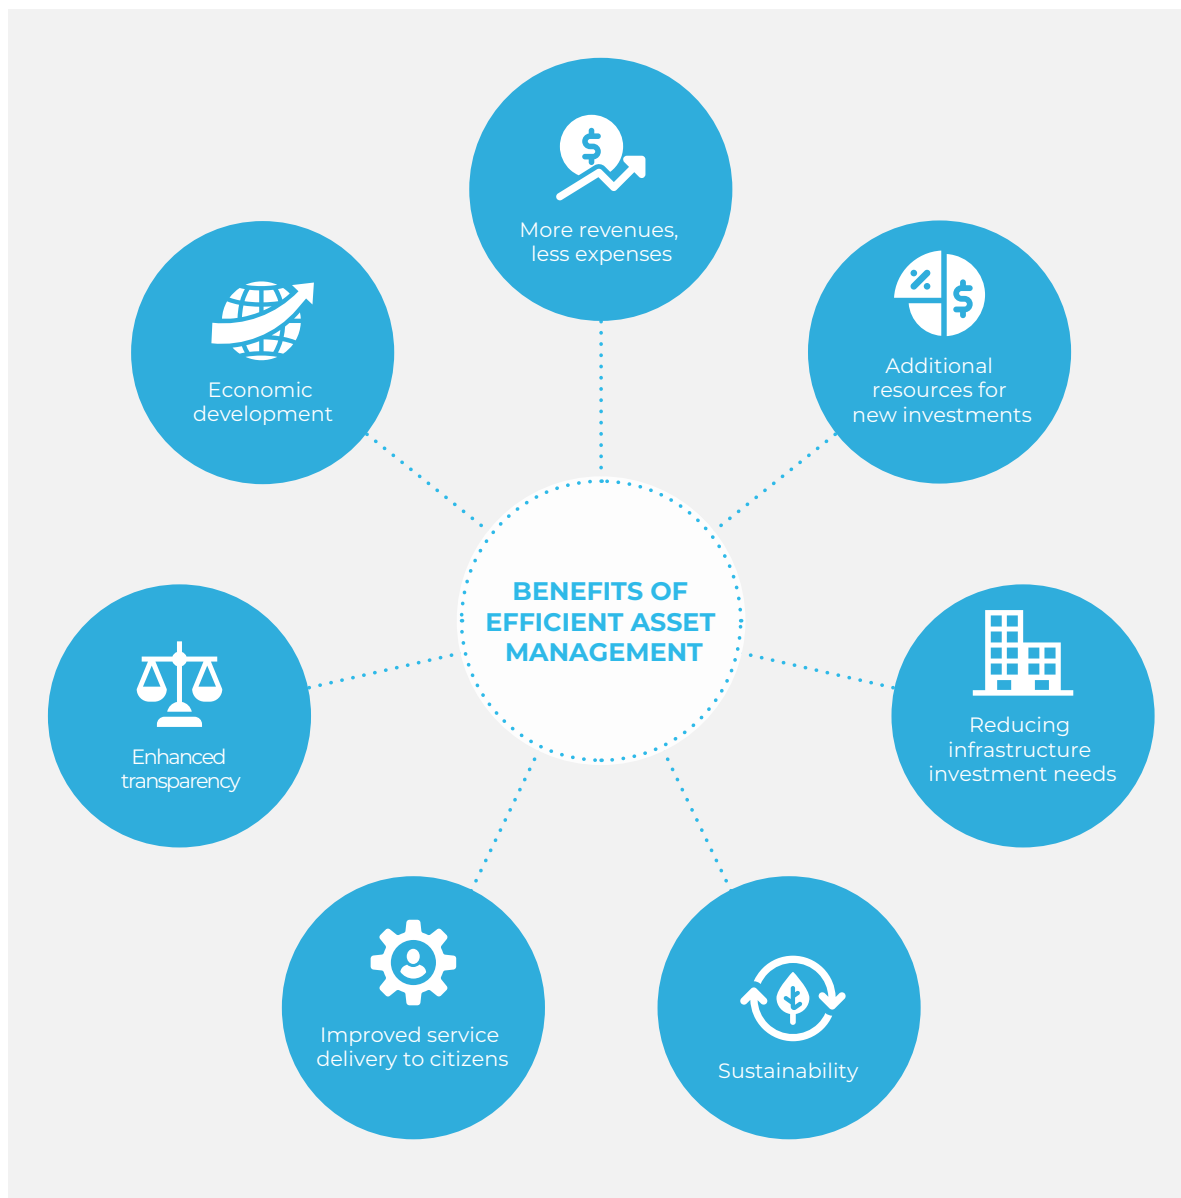 More revenues,
less expenses
Additional
resources for
new investments
Reducing
infrastructure
investment needs
Sustainability
Improved service
delivery to citizens
Enhanced
transparency
Economic
development
BENEFITS OF
EFFICIENT ASSET
MANAGEMENT